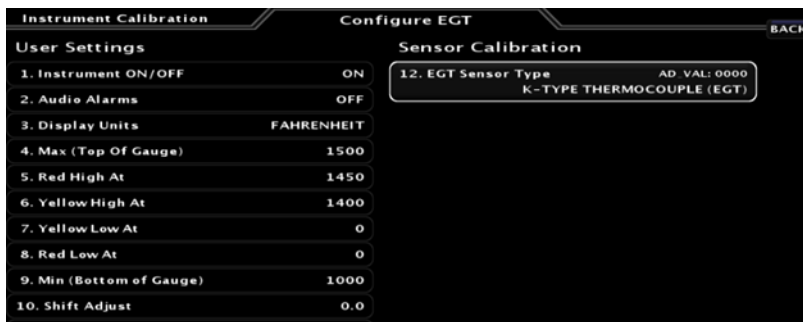 Instrument Calibration
Configure EGT
BACK
User Settings
Sensor Calibration
1. Instrument ON/OFF ON
12. EGT Sensor Type AD_VAL: 0000
K-TYPE THERMOCOUPLE (EGT)
2. Audio Alarms OFF
3. Display Units FAHRENHEIT
4. Max (Top Of Gauge) 1500
5. Red High At 1450
6. Yellow High At 1400
7. Yellow Low At 0
8. Red Low At 0
9. Min (Bottom of Gauge) 1000
10. Shift Adjust 0.0